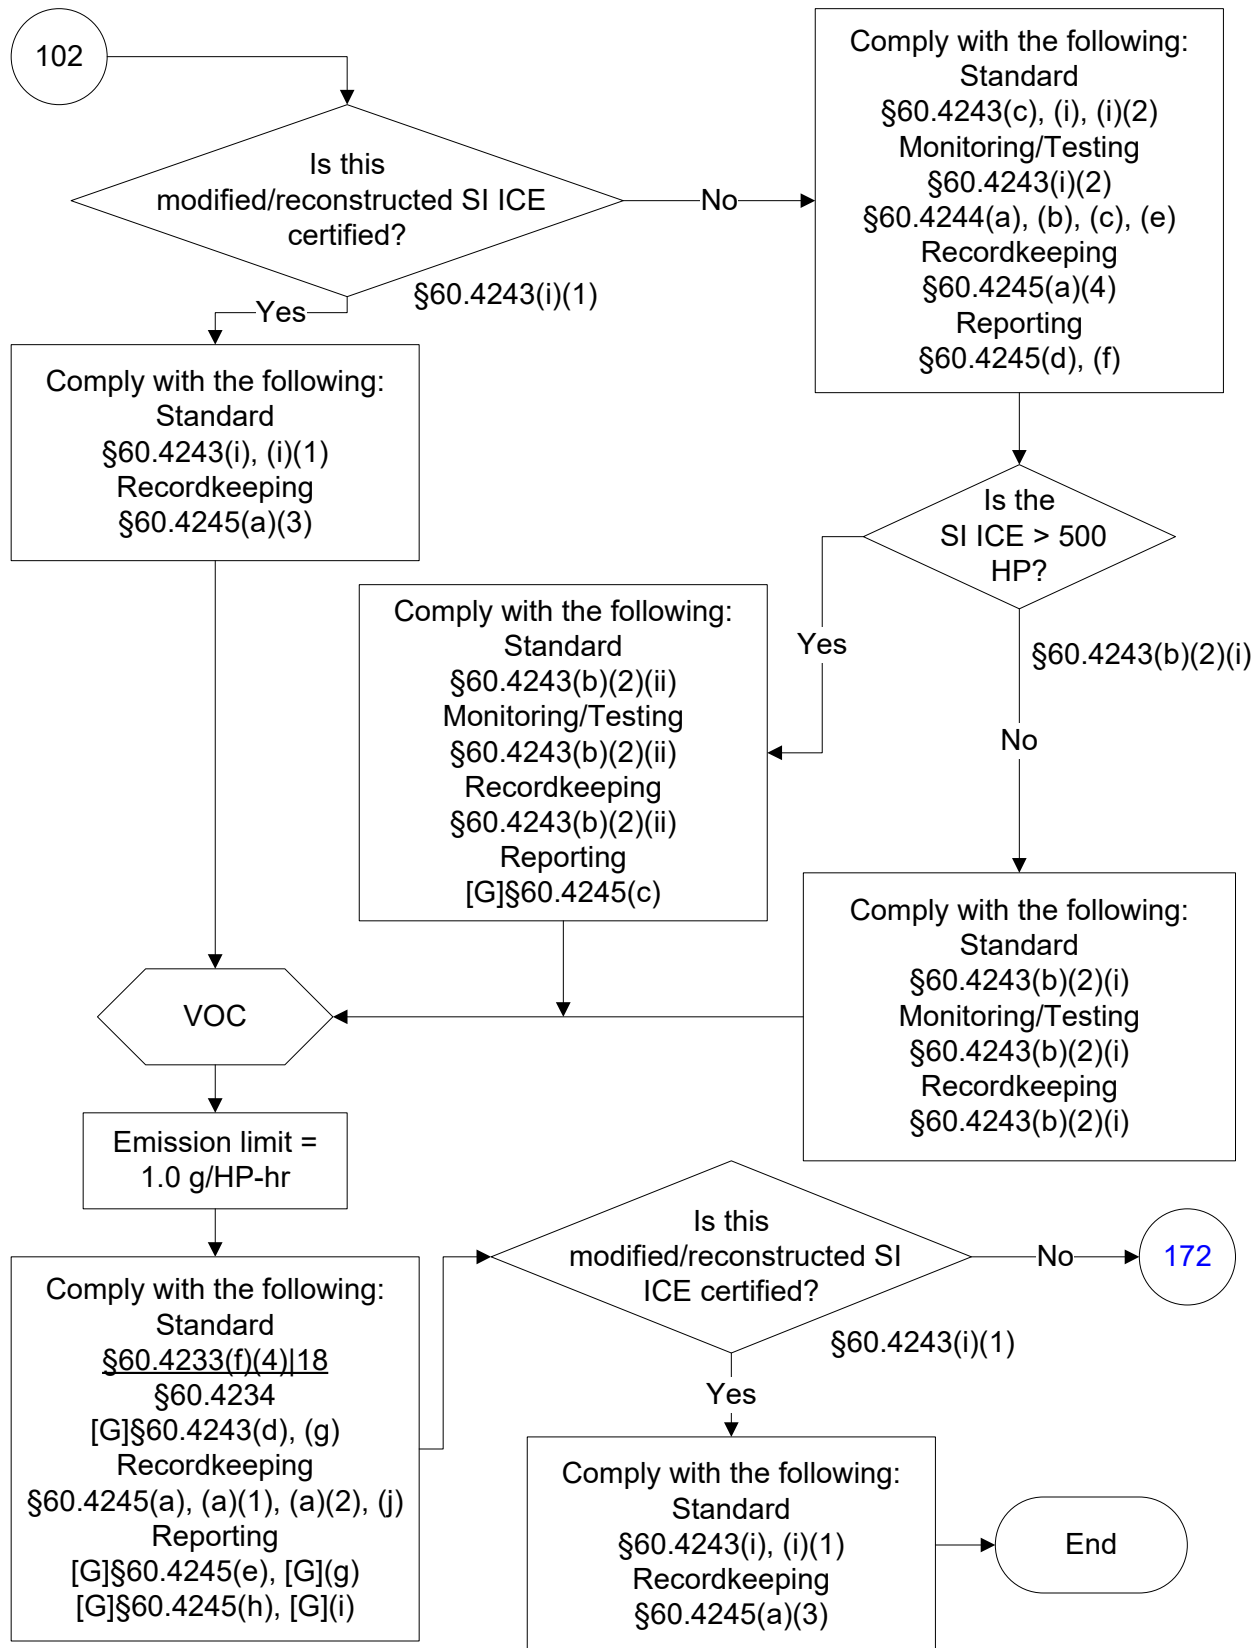 102
Is this
modified/reconstructed SI ICE
certified?
§60.4243(i)(1)
No
Yes
Comply with the following:
Standard
§60.4243(c), (i), (i)(2)
Monitoring/Testing
§60.4243(i)(2)
§60.4244(a), (b), (c), (e)
Recordkeeping
§60.4245(a)(4)
Reporting
§60.4245(d), (f)
Comply with the following:
Standard
§60.4243(i), (i)(1)
Recordkeeping
§60.4245(a)(3)
Is the
SI ICE > 500
HP?
§60.4243(b)(2)(i)
Yes
No
Comply with the following:
Standard
§60.4243(b)(2)(ii)
Monitoring/Testing
§60.4243(b)(2)(ii)
Recordkeeping
§60.4243(b)(2)(ii)
Reporting
[G]§60.4245(c)
Comply with the following:
Standard
§60.4243(b)(2)(i)
Monitoring/Testing
§60.4243(b)(2)(i)
Recordkeeping
§60.4243(b)(2)(i)
VOC
Emission limit =
1.0 g/HP-hr
Comply with the following:
Standard
§60.4233(f)(4)|18
§60.4234
[G]§60.4243(d), (g)
Recordkeeping
§60.4245(a), (a)(1), (a)(2), (j)
Reporting
[G]§60.4245(e), [G](g)
[G]§60.4245(h), [G](i)
Is this
modified/reconstructed SI
ICE certified?
§60.4243(i)(1)
No
172
Yes
Comply with the following:
Standard
§60.4243(i), (i)(1)
Recordkeeping
§60.4245(a)(3)
End